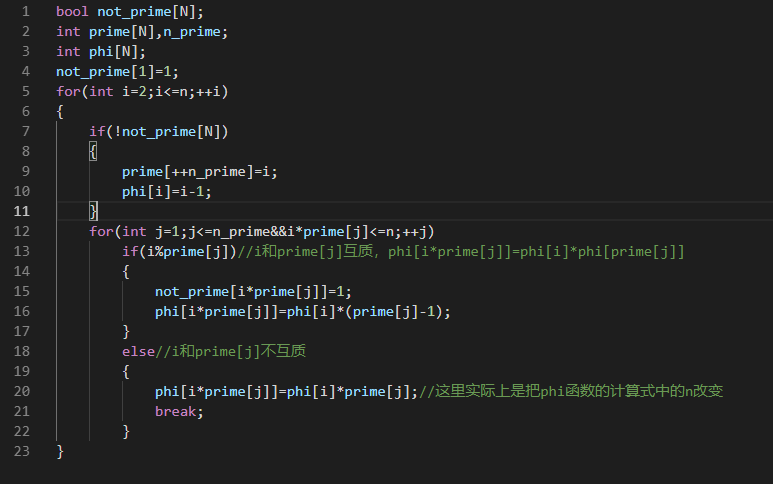 1 bool not_prime[N];
2 int prime[N],n_prime;
3 int phi[N];
4 not_prime[1]=1;
5 for(int i=2;i<=n;++i)
6 {
7     if(!not_prime[N])
8     {
9         prime[++n_prime]=i;
10         phi[i]=i-1;
11     }
12     for(int j=1;j<=n_prime&&i*prime[j]<=n;++j)
13         if(i%prime[j])//i和prime[j]互质，phi[i*prime[j]]=phi[i]*phi[prime[j]]
14         {
15             not_prime[i*prime[j]]=1;
16             phi[i*prime[j]]=phi[i]*(prime[j]-1);
17         }
18         else//i和prime[j]不互质
19         {
20             phi[i*prime[j]]=phi[i]*prime[j];//这里实际上是把phi函数的计算式中的n改变
21             break;
22         }
23 }